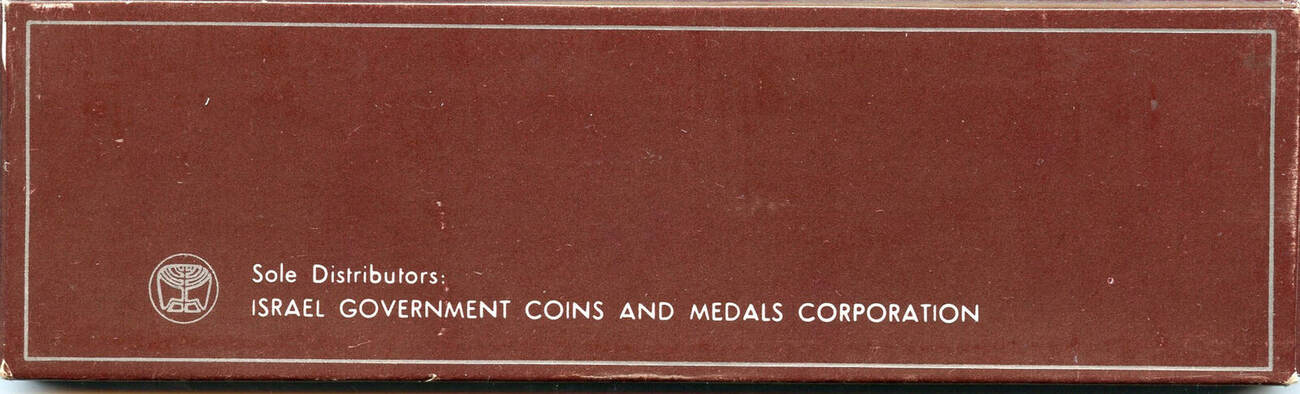 Sole Distributors:
ISRAEL GOVERNMENT COINS AND MEDALS CORPORATION